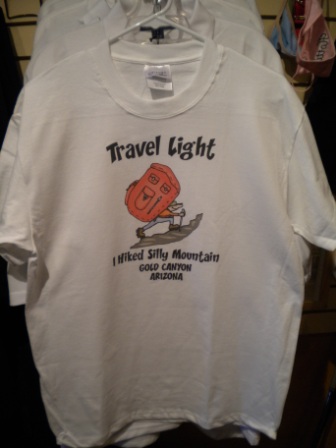 Travel Light
I Hiked Silly Mountain
GOLD CANYON
ARIZONA